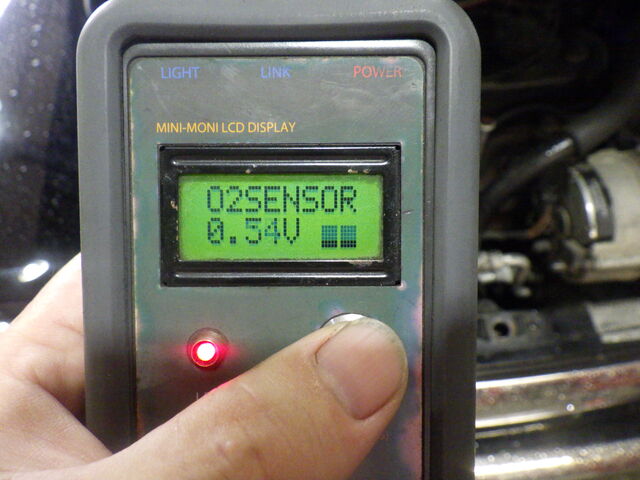 LIGHT LINK POWER
MINI-MONI LCD DISPLAY
O2SENSOR
0.54V